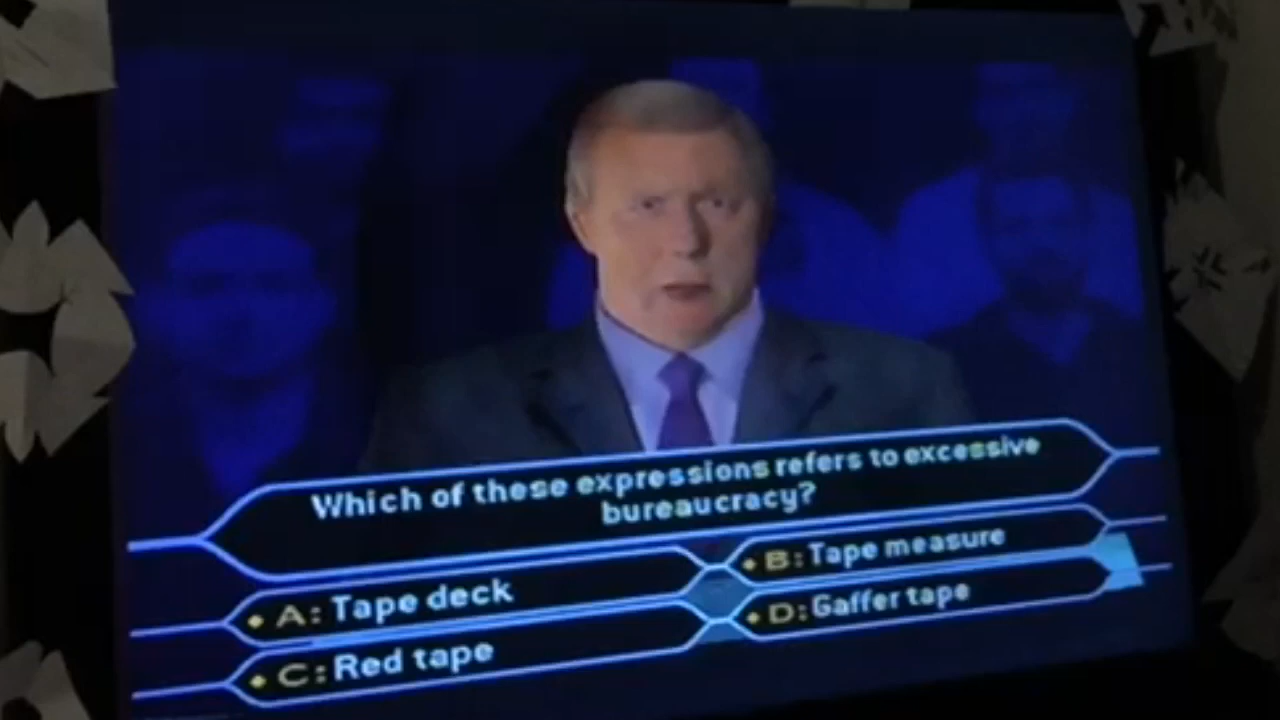 Which of these expressions refers to excessive
bureaucracy?
A: Tape deck
B: Tape measure
C: Red tape
D: Gaffer tape